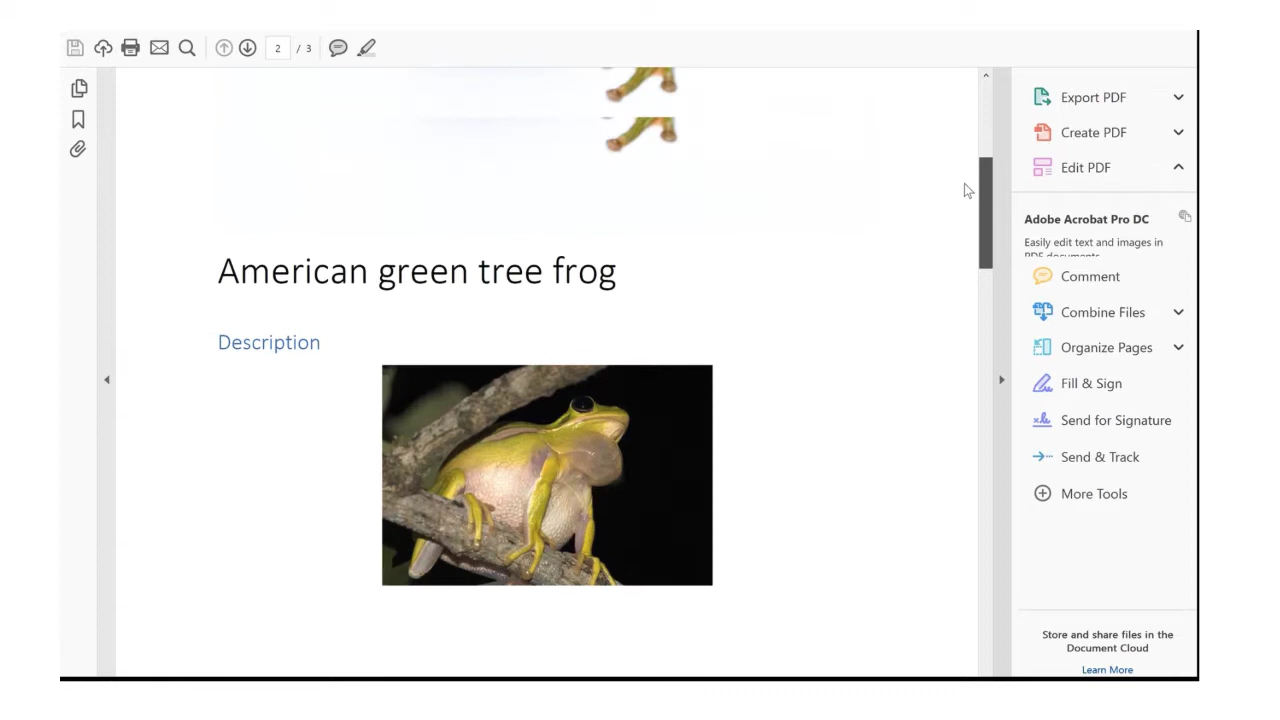 2 / 3
American green tree frog
Description
Export PDF
Create PDF
Edit PDF
Adobe Acrobat Pro DC
Easily edit text and images in
PDF documents
Comment
Combine Files
Organize Pages
Fill & Sign
Send for Signature
Send & Track
More Tools
Store and share files in the
Document Cloud
Learn More